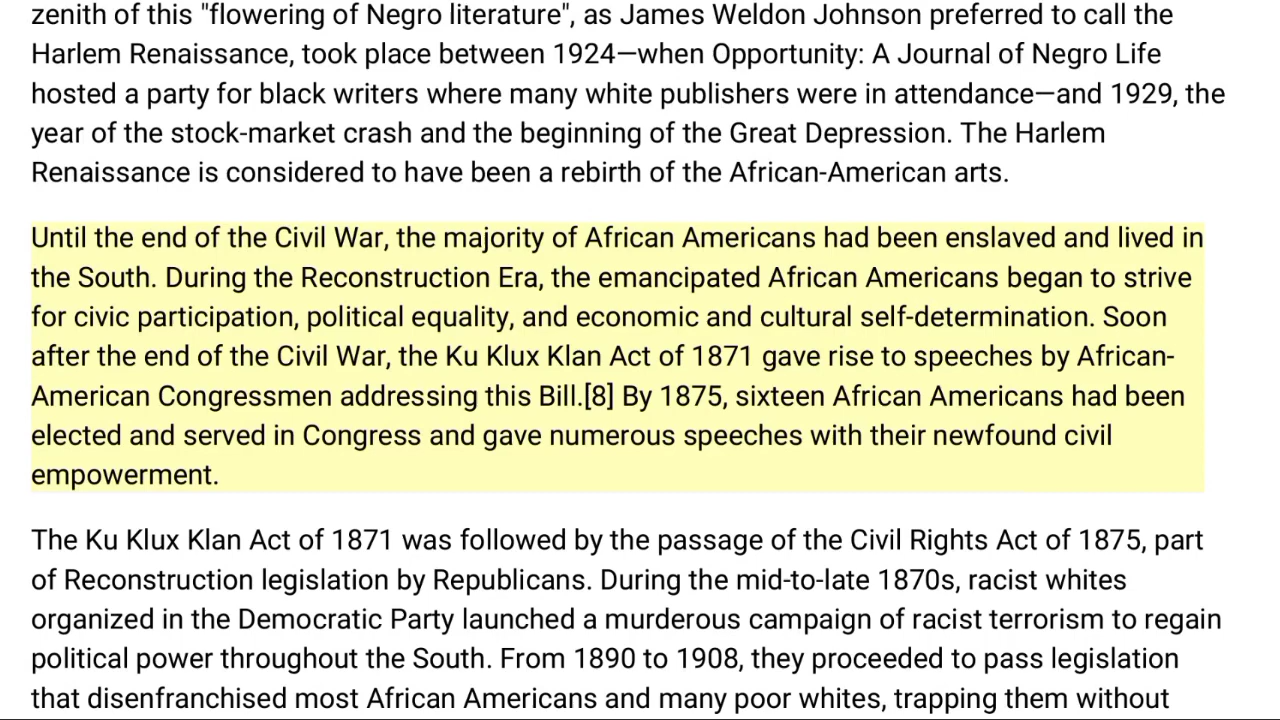 zenith of this "flowering of Negro literature", as James Weldon Johnson preferred to call the
Harlem Renaissance, took place between 1924—when Opportunity: A Journal of Negro Life
hosted a party for black writers where many white publishers were in attendance—and 1929, the
year of the stock-market crash and the beginning of the Great Depression. The Harlem
Renaissance is considered to have been a rebirth of the African-American arts.
Until the end of the Civil War, the majority of African Americans had been enslaved and lived in
the South. During the Reconstruction Era, the emancipated African Americans began to strive
for civic participation, political equality, and economic and cultural self-determination. Soon
after the end of the Civil War, the Ku Klux Klan Act of 1871 gave rise to speeches by African-
American Congressmen addressing this Bill.[8] By 1875, sixteen African Americans had been
elected and served in Congress and gave numerous speeches with their newfound civil
empowerment.
The Ku Klux Klan Act of 1871 was followed by the passage of the Civil Rights Act of 1875, part
of Reconstruction legislation by Republicans. During the mid-to-late 1870s, racist whites
organized in the Democratic Party launched a murderous campaign of racist terrorism to regain
political power throughout the South. From 1890 to 1908, they proceeded to pass legislation
that disenfranchised most African Americans and many poor whites, trapping them without